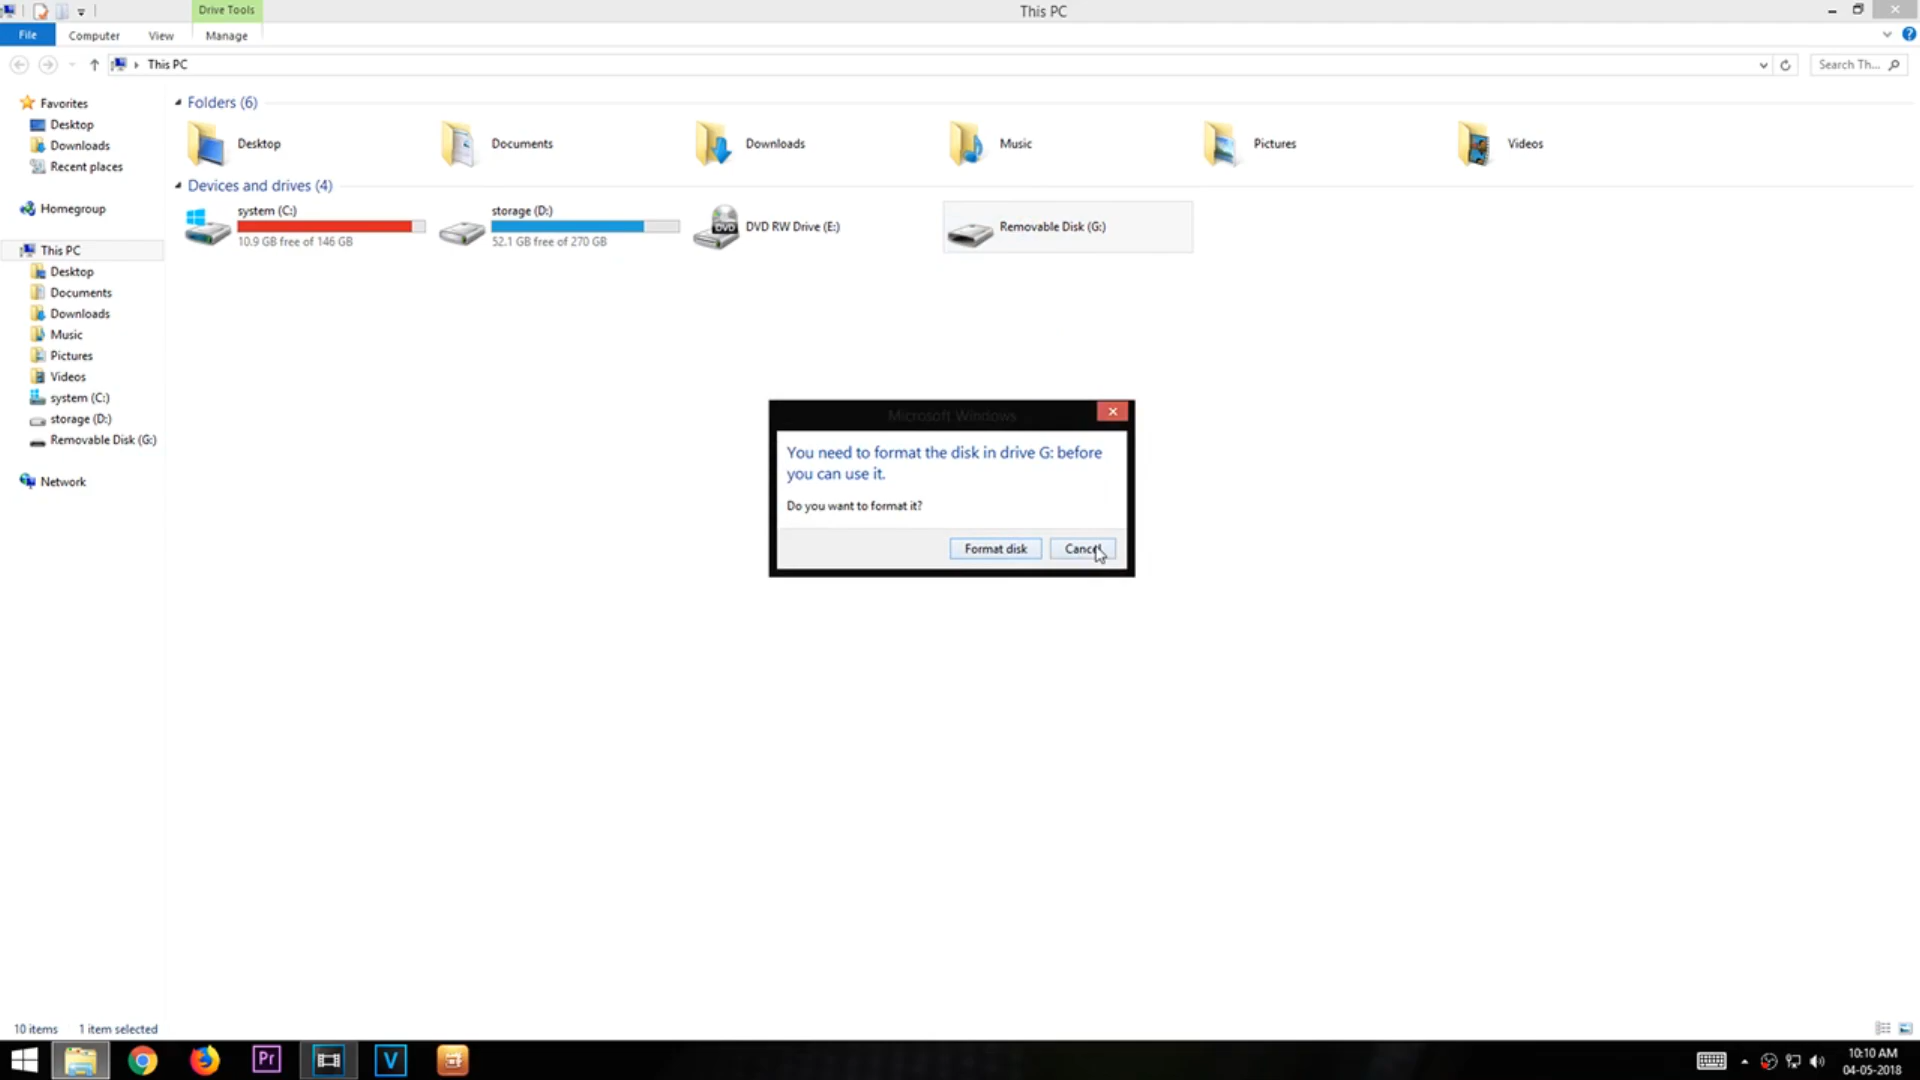 Drive Tools
This PC
File
Computer
View
Manage
This PC
Search Th...
Favorites
Desktop
Downloads
Recent places
Homegroup
This PC
Desktop
Documents
Downloads
Music
Pictures
Videos
system (C:)
storage (D:)
Removable Disk (G:)
Network
Folders (6)
Desktop
Documents
Downloads
Music
Pictures
Videos
Devices and drives (4)
system (C:)
10.9 GB free of 146 GB
storage (D:)
52.1 GB free of 270 GB
DVD
DVD RW Drive (E:)
Removable Disk (G:)
Microsoft Windows
You need to format the disk in drive G: before
you can use it.
Do you want to format it?
Format disk
Cancel
10 items
1 item selected
Pr
V
10:10 AM
04-05-2018